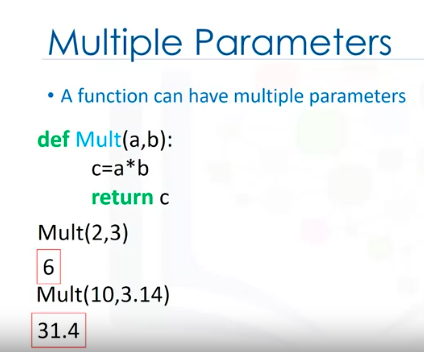 Multiple Parameters
• A function can have multiple parameters
def Mult(a,b):
c=a*b
return c
Mult(2,3)
6
Mult(10,3.14)
31.4